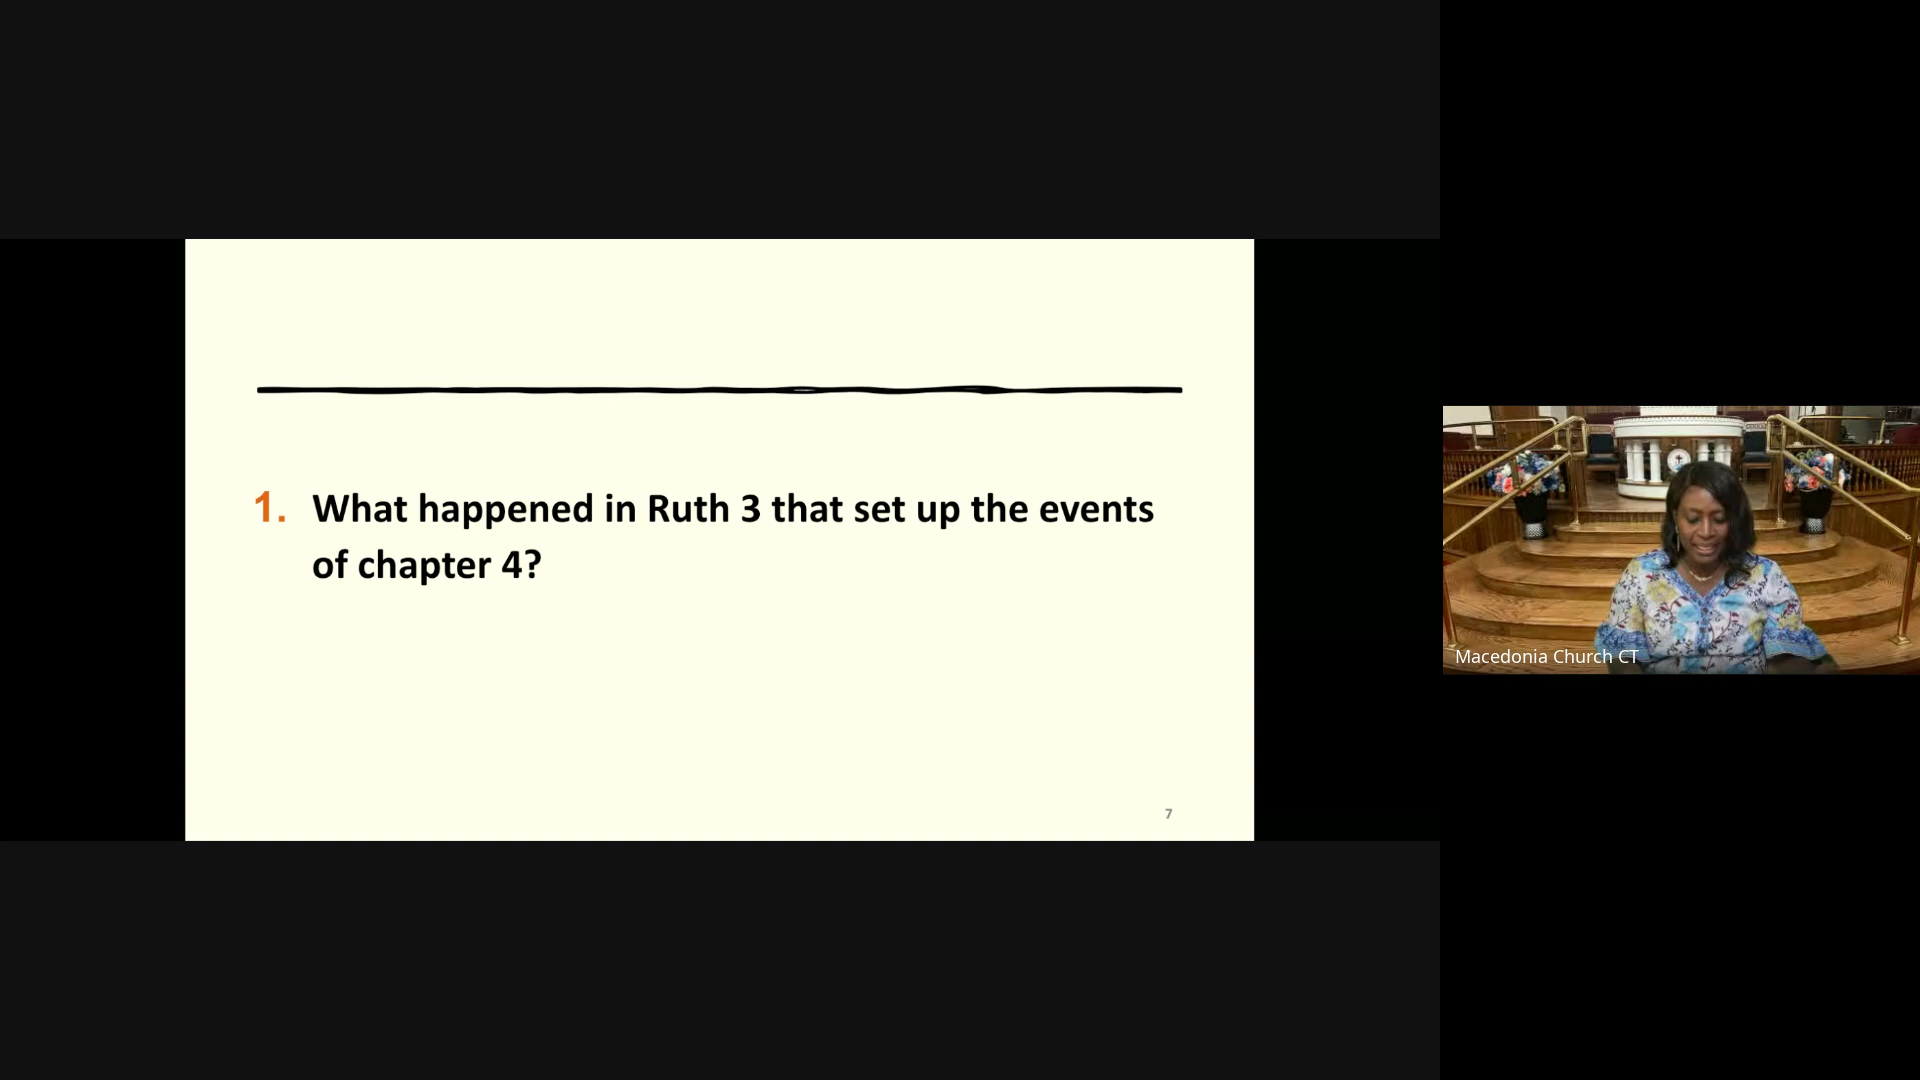 1. What happened in Ruth 3 that set up the events
of chapter 4?
7
Macedonia Church CT